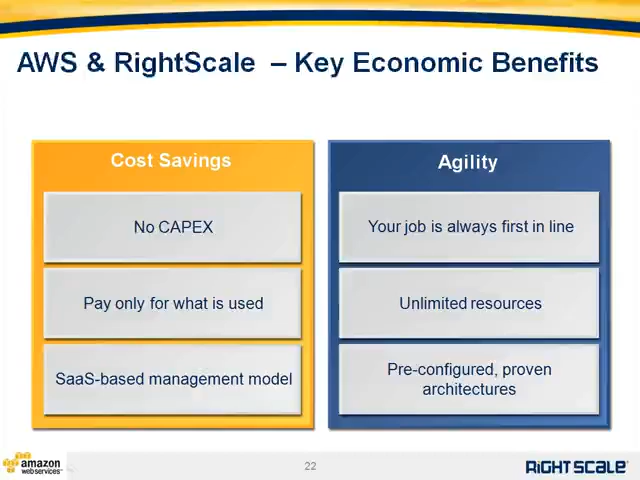 AWS & RightScale – Key Economic Benefits
Cost Savings
No CAPEX
Pay only for what is used
SaaS-based management model
Agility
Your job is always first in line
Unlimited resources
Pre-configured, proven
architectures
amazon
webservices
22
RIGHTSCALE